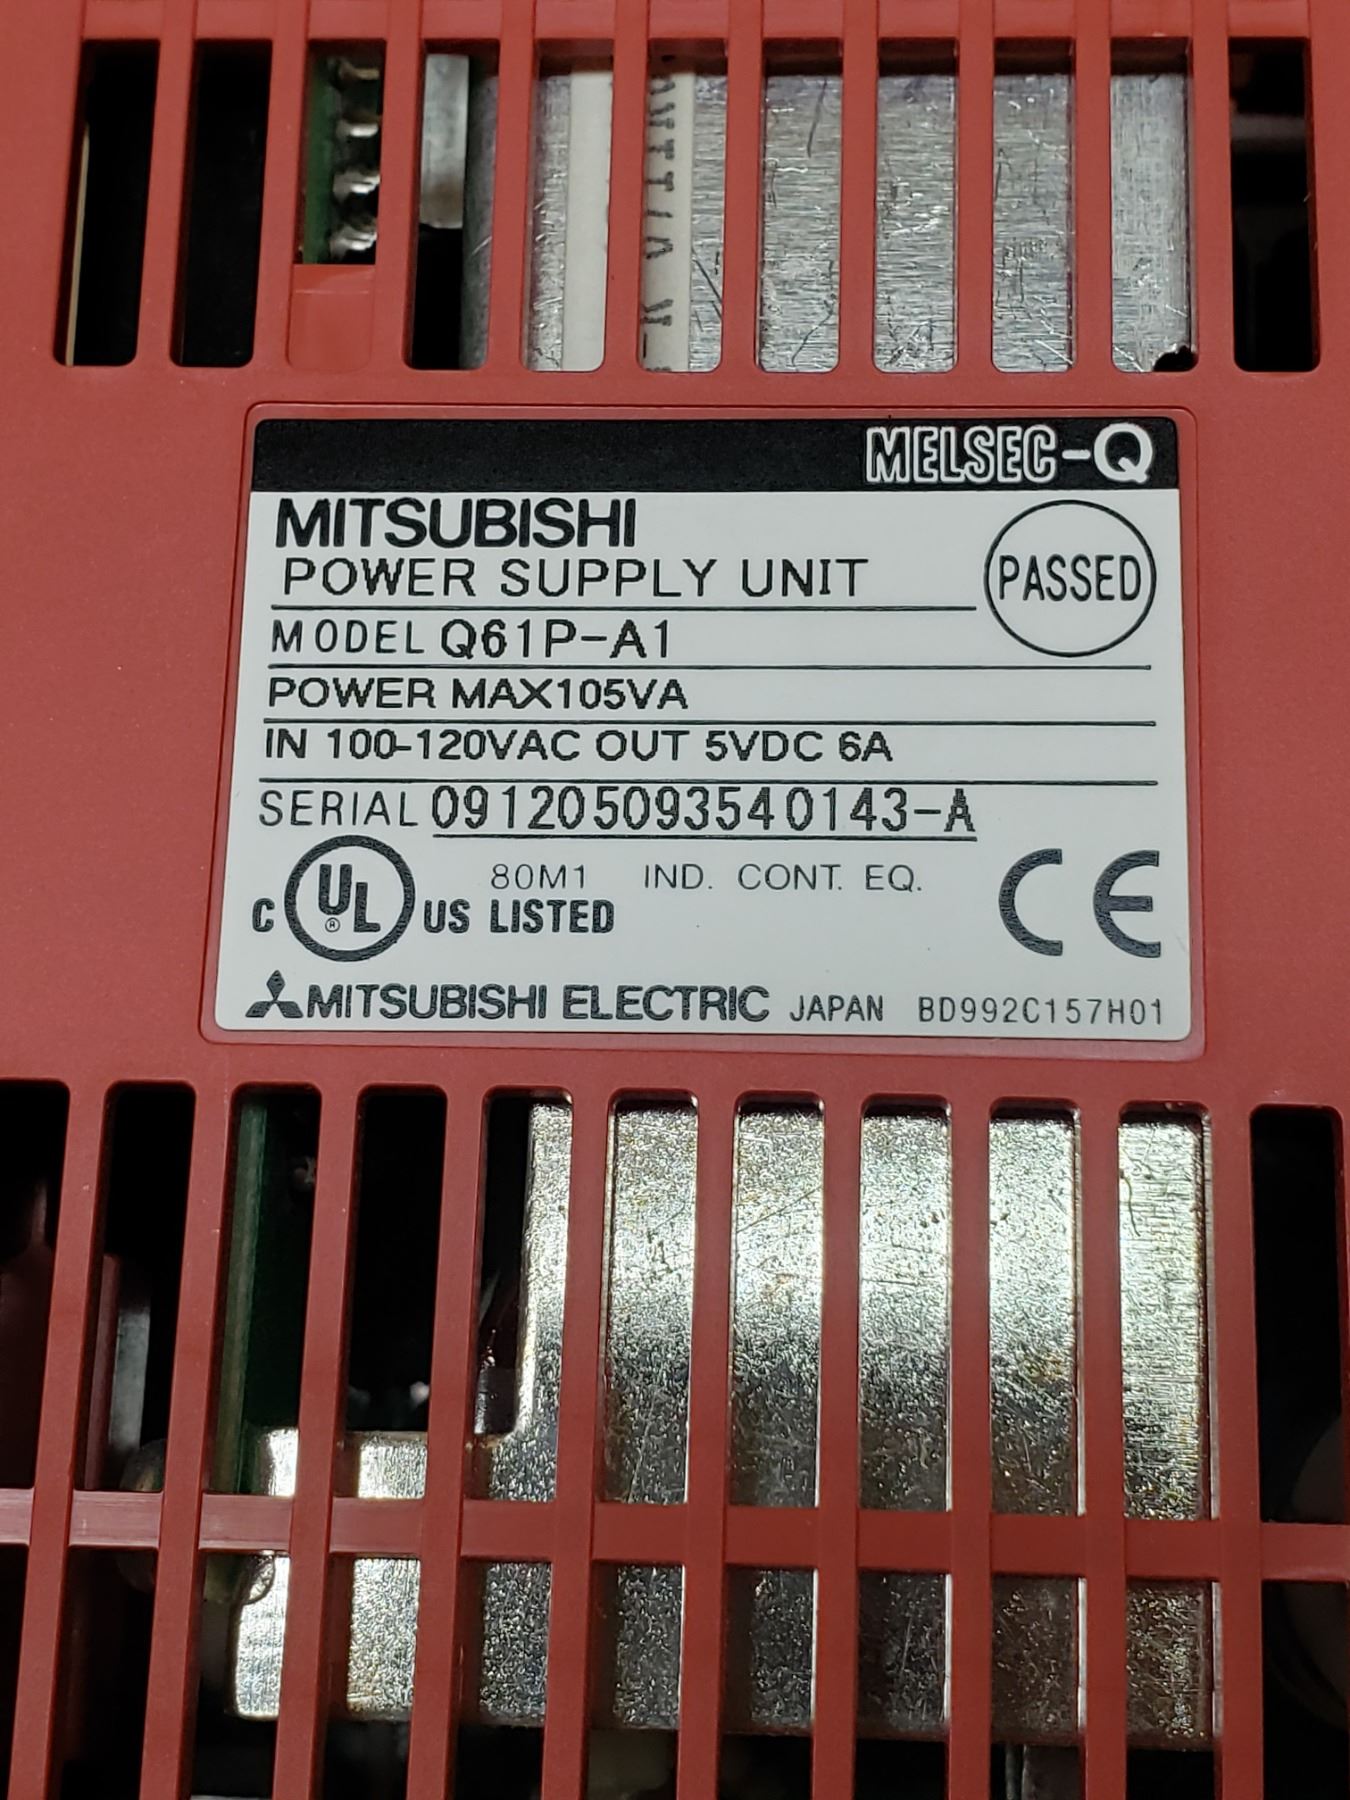 MELSEC-Q
MITSUBISHI
POWER SUPPLY UNIT
PASSED
MODEL Q61P-A1
POWER MAX105VA
IN 100-120VAC OUT 5VDC 6A
SERIAL 091205093540143-A
C UL ® US LISTED
80M1 IND. CONT. EQ.
CE
MITSUBISHI ELECTRIC JAPAN BD992C157H01